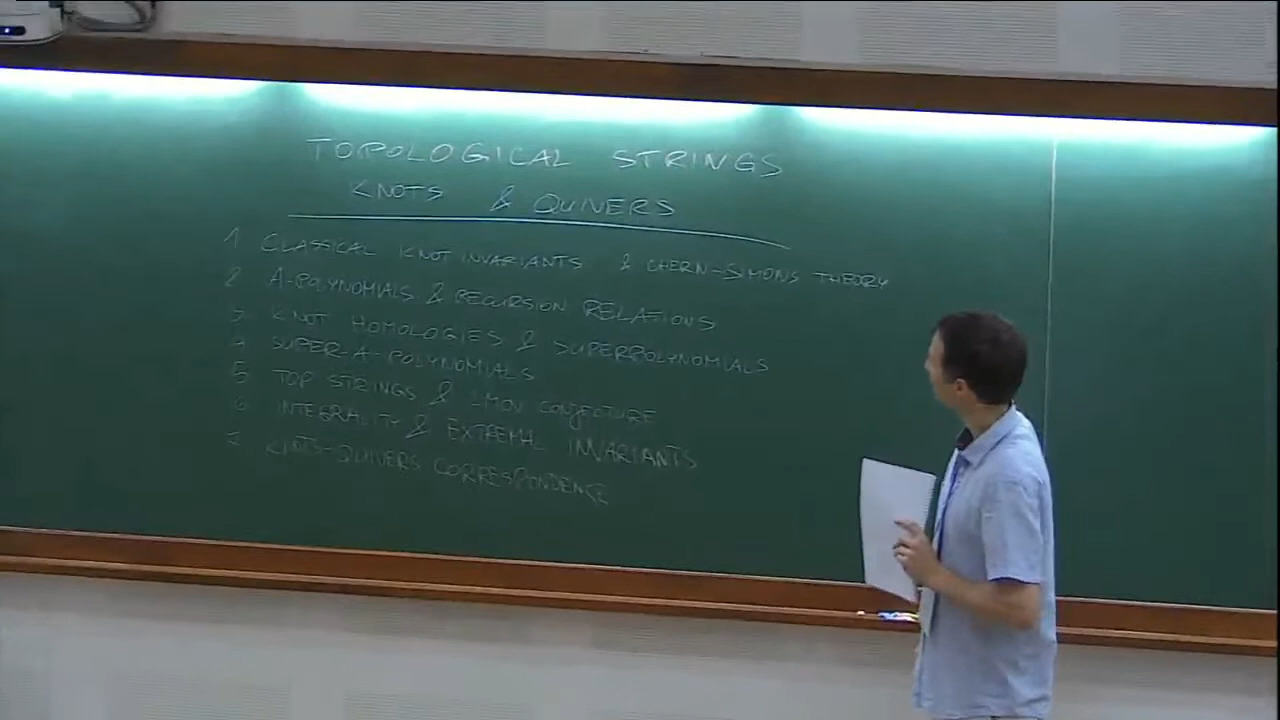 TOPOLOGICAL STRINGS
KNOTS & QUIVERS
1 CLASSICAL KNOT INVARIANTS & CHERN-SIMONS THEORY
2 A-POLYNOMIALS & RECURSION RELATIONS
3 KNOT HOMOLOGIES & SUPERPOLYNOMIALS
4 SUPER-A-POLYNOMIALS
5 TOP STRINGS & LMOV CONJECTURE
6 INTEGRALITY & EXTREMAL INVARIANTS
7 KNOTS-QUIVERS CORRESPONDENCE